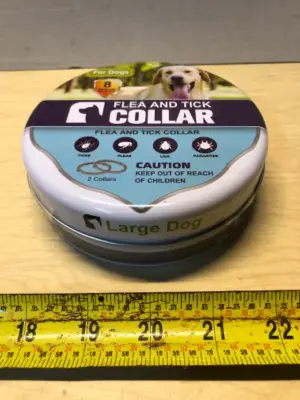 For Dogs
8
FLEA AND TICK
COLLAR
FLEA AND TICK COLLAR
TICKS
FLEAS
LICE
PARASITES
2 Collars
CAUTION
KEEP OUT OF REACH
OF CHILDREN
Large Dog
18 19 20 21 22